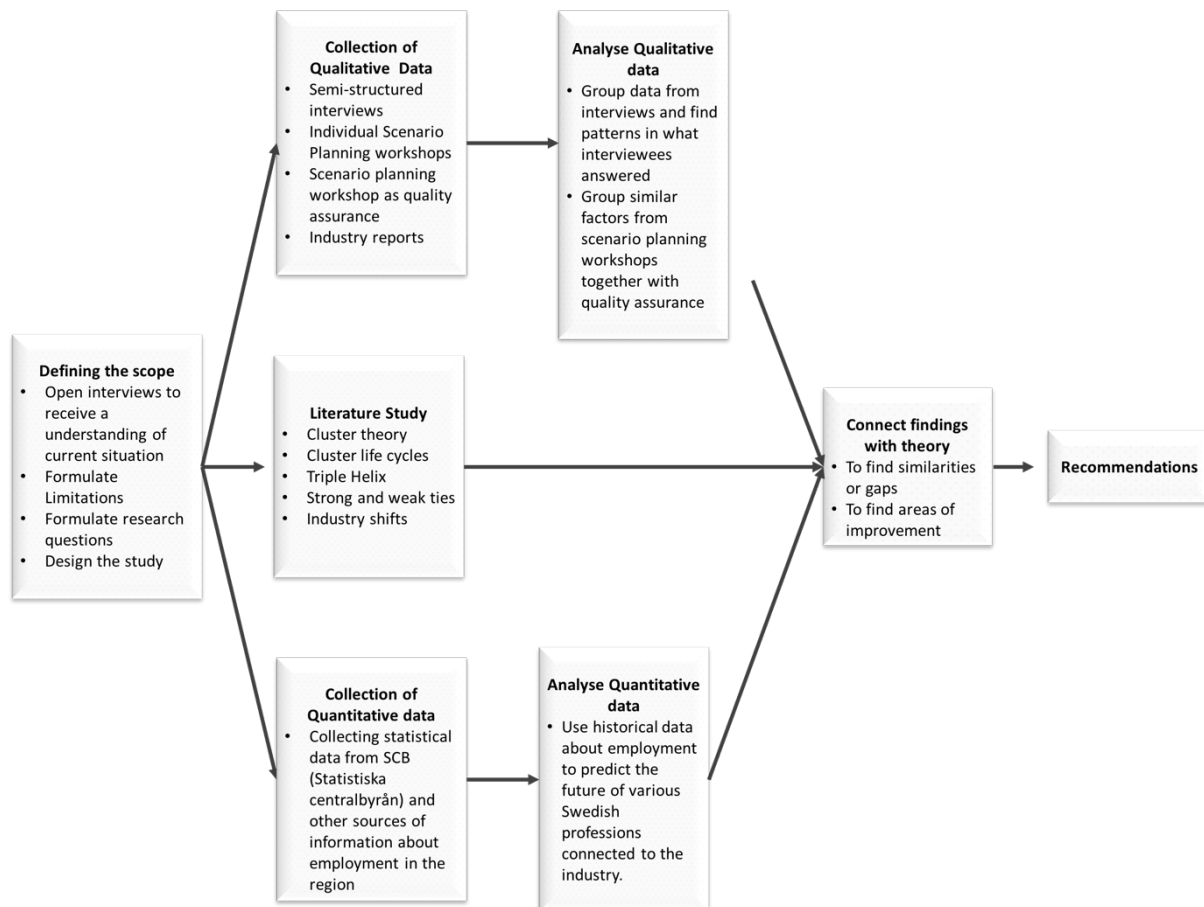 Collection of
Qualitative Data
• Semi-structured
interviews
• Individual Scenario
Planning workshops
• Scenario planning
workshop as quality
assurance
• Industry reports
Analyse Qualitative
data
• Group data from
interviews and find
patterns in what
interviewees
answered
• Group similar
factors from
scenario planning
workshops
together with
quality assurance
Defining the scope
• Open interviews to
receive a
understanding of
current situation
• Formulate
Limitations
• Formulate research
questions
• Design the study
Literature Study
• Cluster theory
• Cluster life cycles
• Triple Helix
• Strong and weak ties
• Industry shifts
Connect findings
with theory
• To find similarities
or gaps
• To find areas of
improvement
Recommendations
Collection of
Quantitative data
• Collecting statistical
data from SCB
(Statistiska
centralbyrån) and
other sources of
information about
employment in the
region
Analyse Quantitative
data
• Use historical data
about employment
to predict the
future of various
Swedish
professions
connected to the
industry.